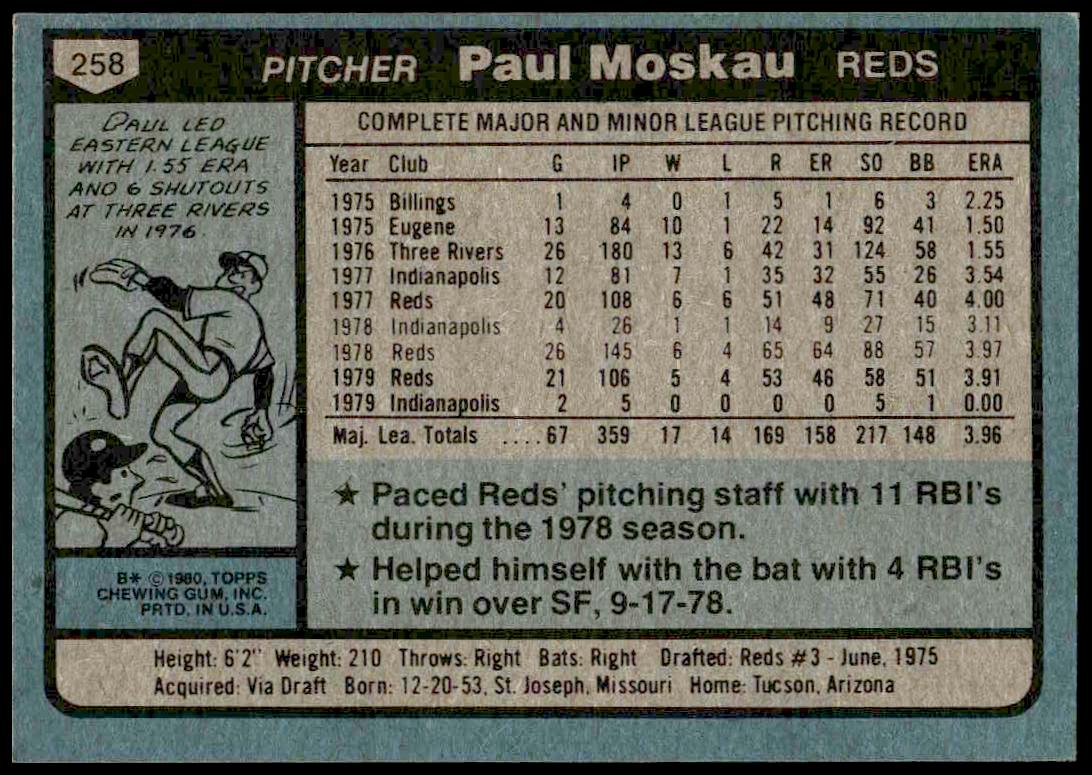 258 PITCHER Paul Moskau REDS
PAUL LED
EASTERN LEAGUE
WITH 1.55 ERA
AND 6 SHUTOUTS
AT THREE RIVERS
IN 1976.
COMPLETE MAJOR AND MINOR LEAGUE PITCHING RECORD
Year Club G IP W L R ER SO BB ERA
1975 Billings 1 4 0 1 5 1 6 3 2.25
1975 Eugene 13 84 10 1 22 14 92 41 1.50
1976 Three Rivers 26 180 13 6 42 31 124 58 1.55
1977 Indianapolis 12 81 7 1 35 32 55 26 3.54
1977 Reds 20 108 6 6 51 48 71 40 4.00
1978 Indianapolis 4 26 1 1 14 9 27 15 3.11
1978 Reds 26 145 6 4 65 64 88 57 3.97
1979 Reds 21 106 5 4 53 46 58 51 3.91
1979 Indianapolis 2 5 0 0 0 0 5 1 0.00
Maj. Lea. Totals ....67 359 17 14 169 158 217 148 3.96
★ Paced Reds' pitching staff with 11 RBI's
during the 1978 season.
★ Helped himself with the bat with 4 RBI's
in win over SF, 9-17-78.
B* © 1980, TOPPS
CHEWING GUM, INC.
PRTD. IN U.S.A.
Height: 6'2" Weight: 210 Throws: Right Bats: Right Drafted: Reds #3 - June, 1975
Acquired: Via Draft Born: 12-20-53, St. Joseph, Missouri Home: Tucson, Arizona